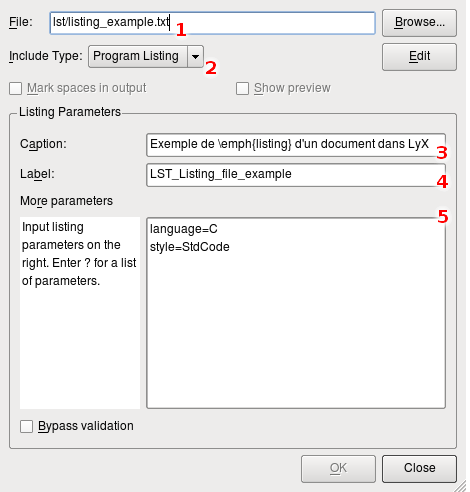 File: lst/listing_example.txt 1 Browse...
Include Type: Program Listing 2 Edit
Mark spaces in output Show preview
Listing Parameters
Caption: Exemple de \emph{listing} d'un document dans LyX 3
Label: LST_Listing_file_example 4
More parameters 5
Input listing
parameters on the
right. Enter ? for a list
of parameters.
language=C
style=StdCode
Bypass validation
OK Close